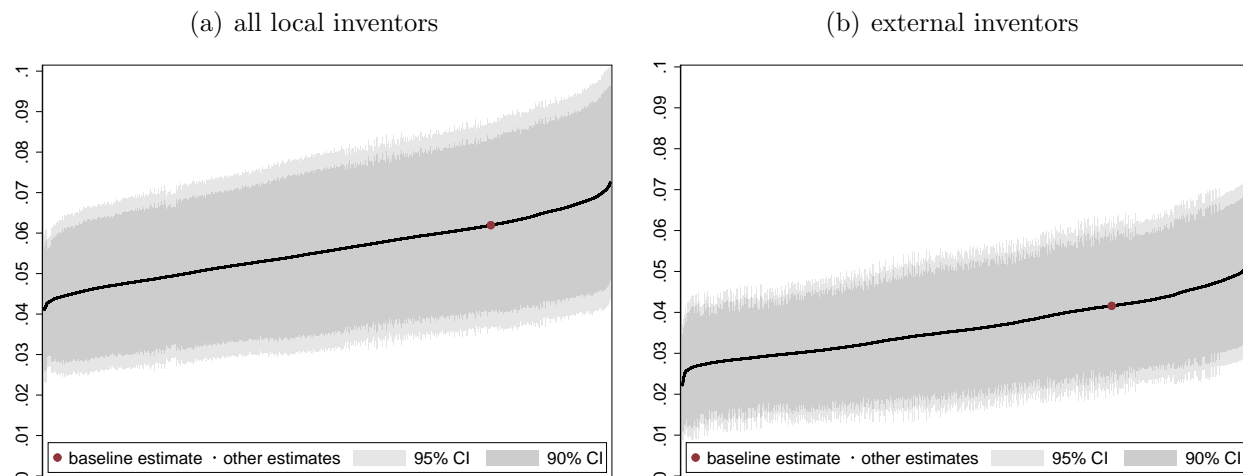 (a) all local inventors
(b) external inventors
.1
.09
.08
.07
.06
.05
.04
.03
.02
.01
0
baseline estimate
other estimates
95% CI
90% CI
.1
.09
.08
.07
.06
.05
.04
.03
.02
.01
0
baseline estimate
other estimates
95% CI
90% CI